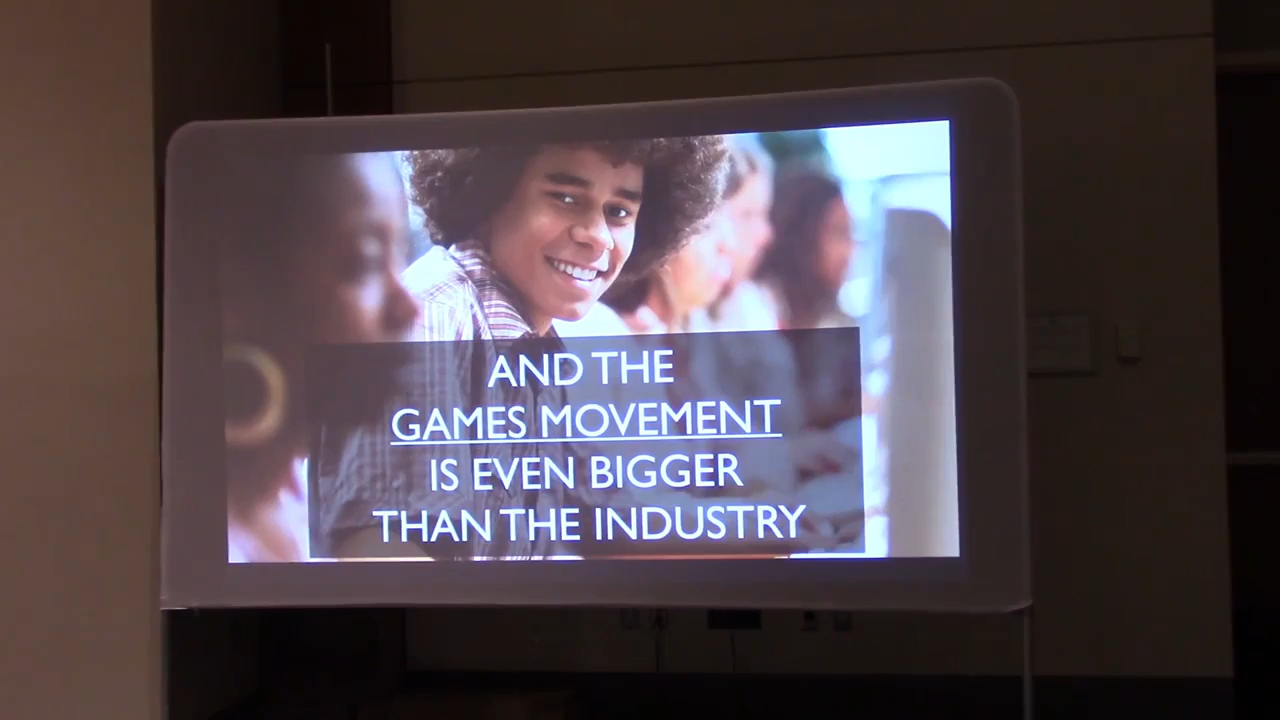 AND THE
GAMES MOVEMENT
IS EVEN BIGGER
THAN THE INDUSTRY